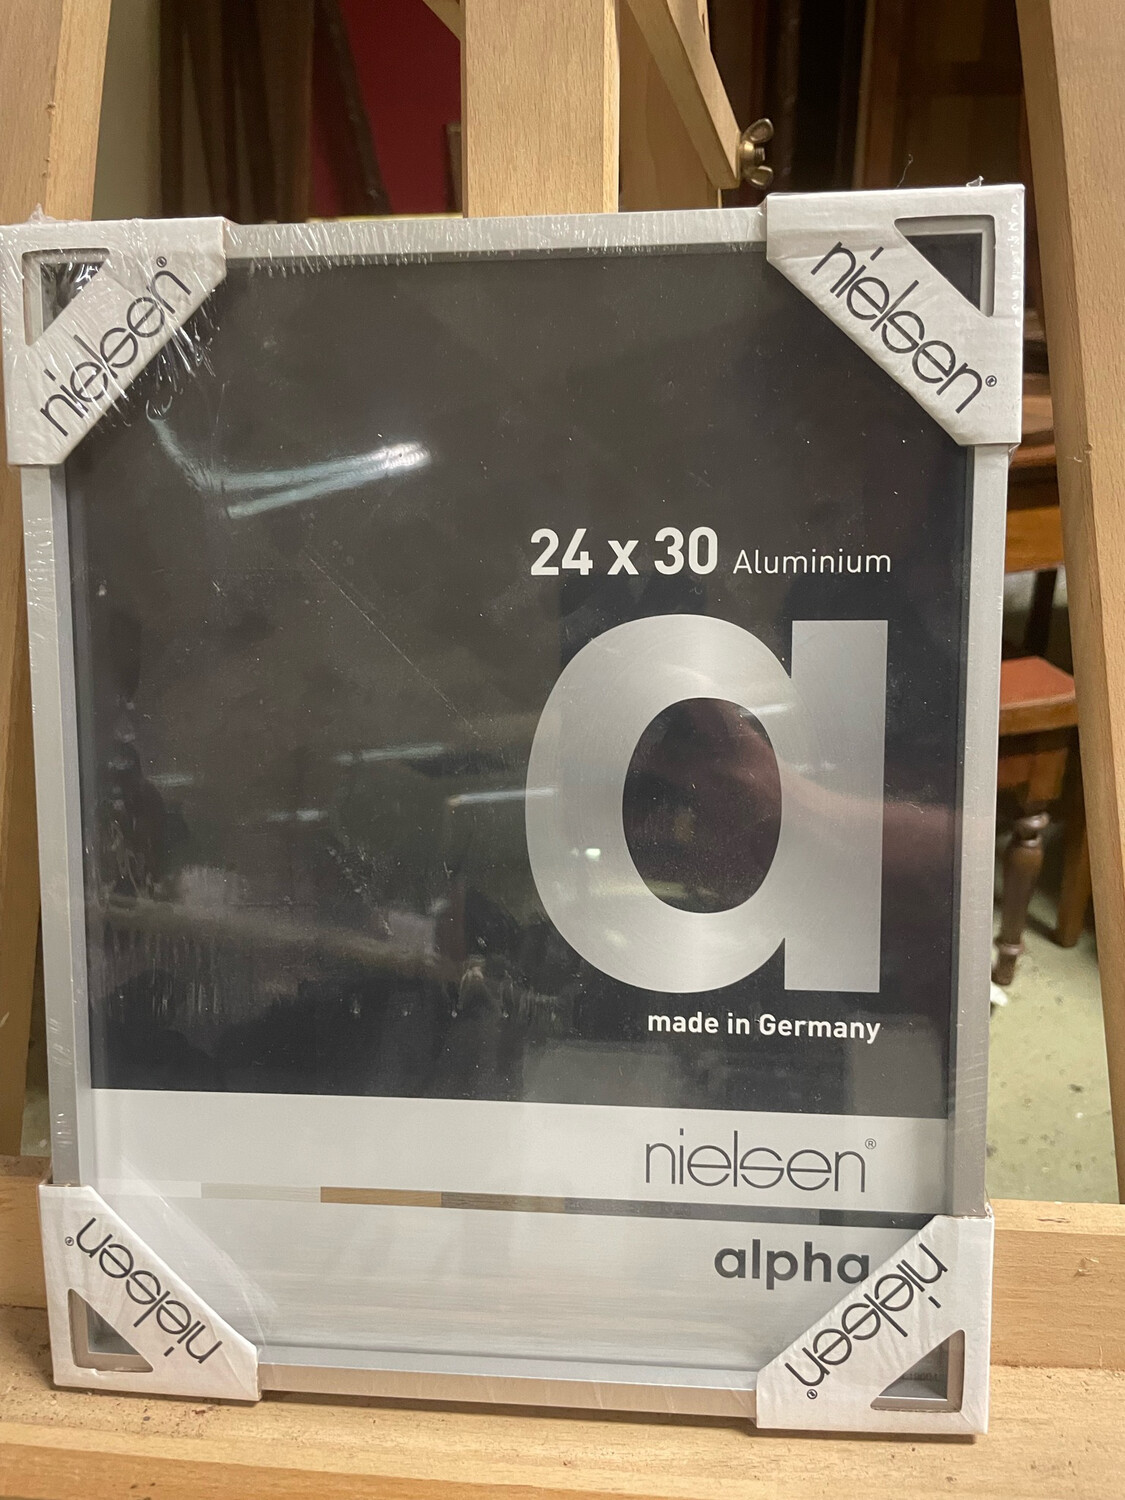 nielsen®
nielsen®
24 x 30 Aluminium
a
made in Germany
nielsen®
alpha
nielsen®
nielsen®